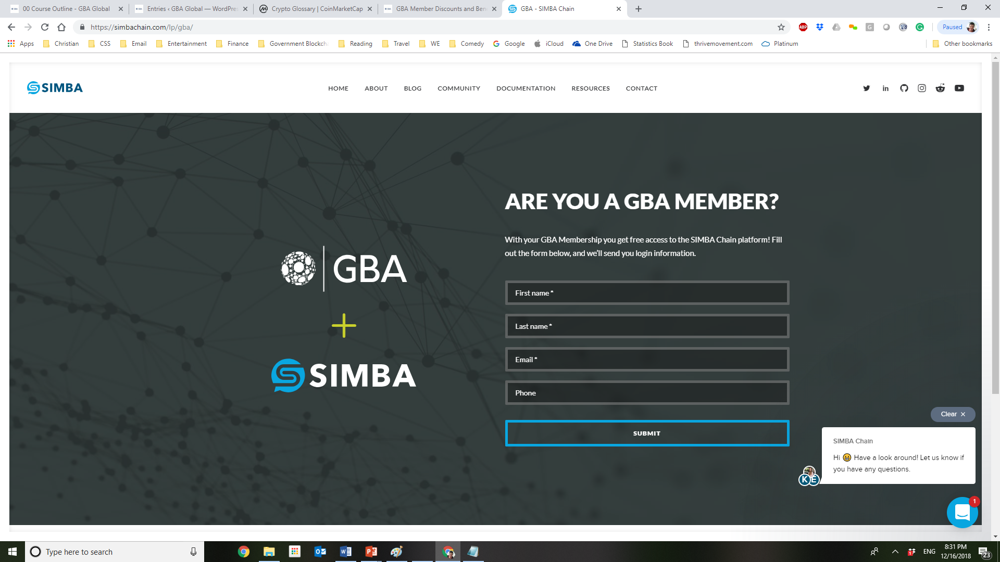 00 Course Outline - GBA Global
Entries ‹ GBA Global — WordPres
Crypto Glossary | CoinMarketCap
GBA Member Discounts and Ben
GBA - SIMBA Chain
https://simbachain.com/lp/gba/
ABP
G
Paused
Apps
Christian
CSS
Email
Entertainment
Finance
Government Blockch
Reading
Travel
WE
Comedy
Google
iCloud
One Drive
Statistics Book
thrivemovement.com
Platinum
Other bookmarks
SIMBA
HOME
ABOUT
BLOG
COMMUNITY
DOCUMENTATION
RESOURCES
CONTACT
in
ARE YOU A GBA MEMBER?
With your GBA Membership you get free access to the SIMBA Chain platform! Fill
out the form below, and we'll send you login information.
GBA
SIMBA
First name *
Last name *
Email *
Phone
SUBMIT
Clear ×
SIMBA Chain
Hi 😀 Have a look around! Let us know if
you have any questions.
K E
1
Type here to search
1
ENG
8:31 PM
12/16/2018
23